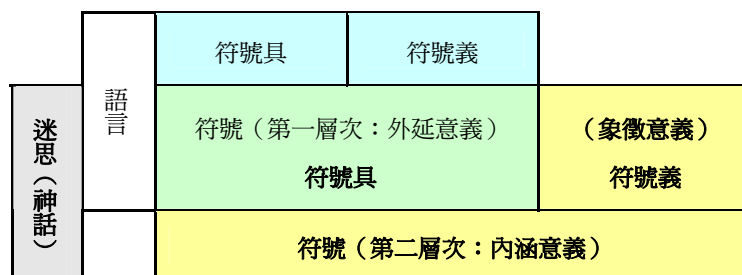 符號具 符號義
語言
符號（第一層次：外延意義）
符號具
（象徵意義）
符號義
迷思（神話）
符號（第二層次：內涵意義）